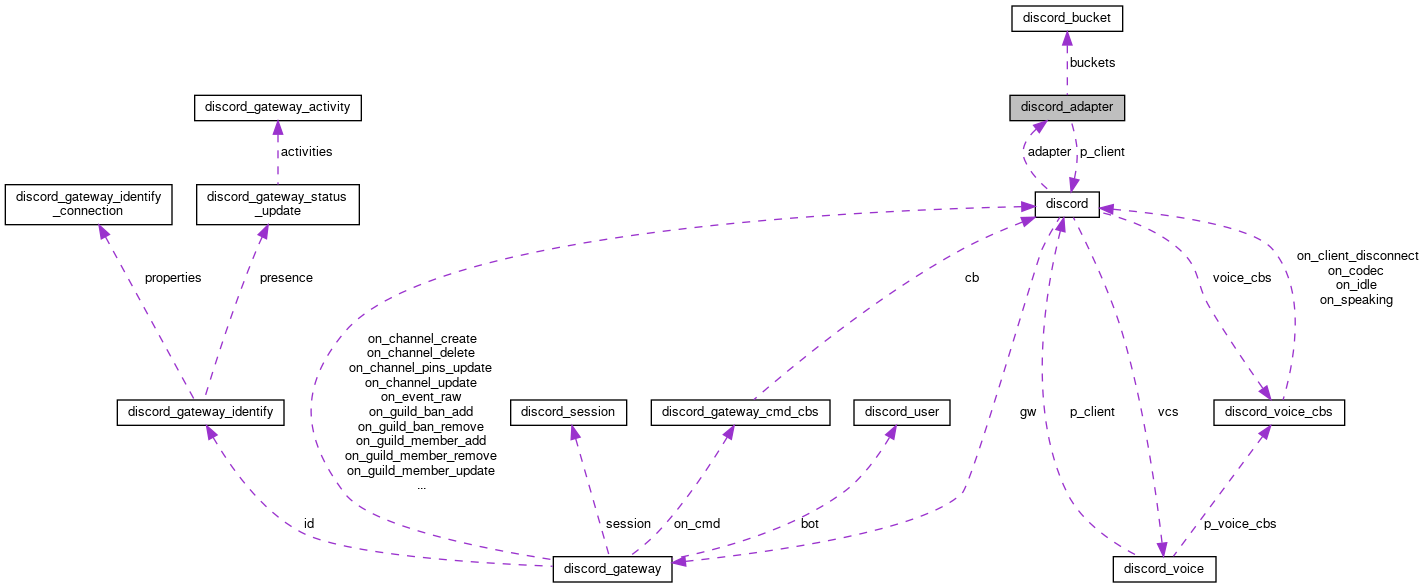 discord_bucket
buckets
discord_gateway_activity
discord_adapter
activities
adapter
p_client
discord_gateway_identify
_connection
discord_gateway_status
_update
discord
properties
presence
cb
voice_cbs
on_client_disconnect
on_codec
on_idle
on_speaking
on_channel_create
on_channel_delete
on_channel_pins_update
on_channel_update
on_event_raw
on_guild_ban_add
on_guild_ban_remove
on_guild_member_add
on_guild_member_remove
on_guild_member_update
...
discord_gateway_identify
discord_session
discord_gateway_cmd_cbs
discord_user
gw
p_client
vcs
discord_voice_cbs
id
session
on_cmd
bot
p_voice_cbs
discord_gateway
discord_voice